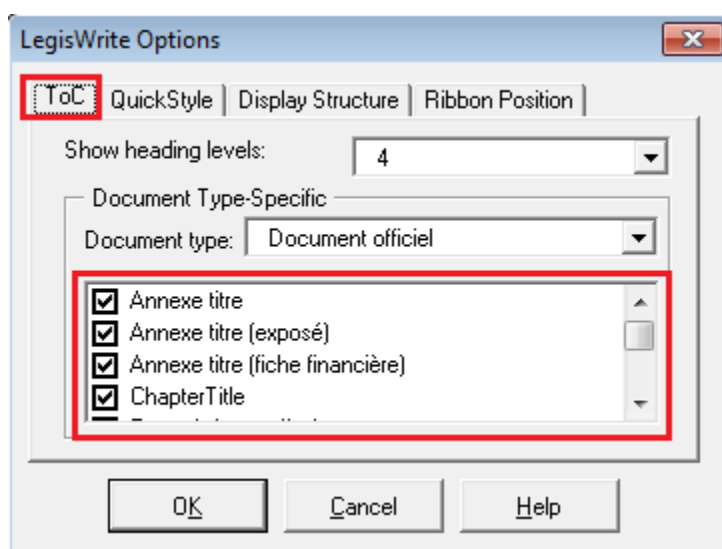 LegisWrite Options
ToC QuickStyle Display Structure Ribbon Position
Show heading levels: 4
Document Type-Specific
Document type: Document officiel
Annexe titre
Annexe titre (exposé)
Annexe titre (fiche financière)
ChapterTitle
OK Cancel Help